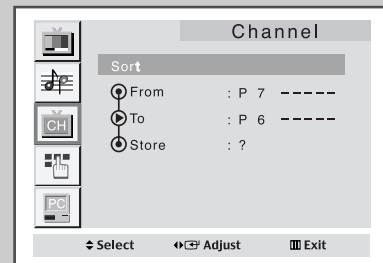 Channel
Sort
From : P 7 -----
To : P 6 -----
CH
Store : ?
PC
Select Adjust Exit